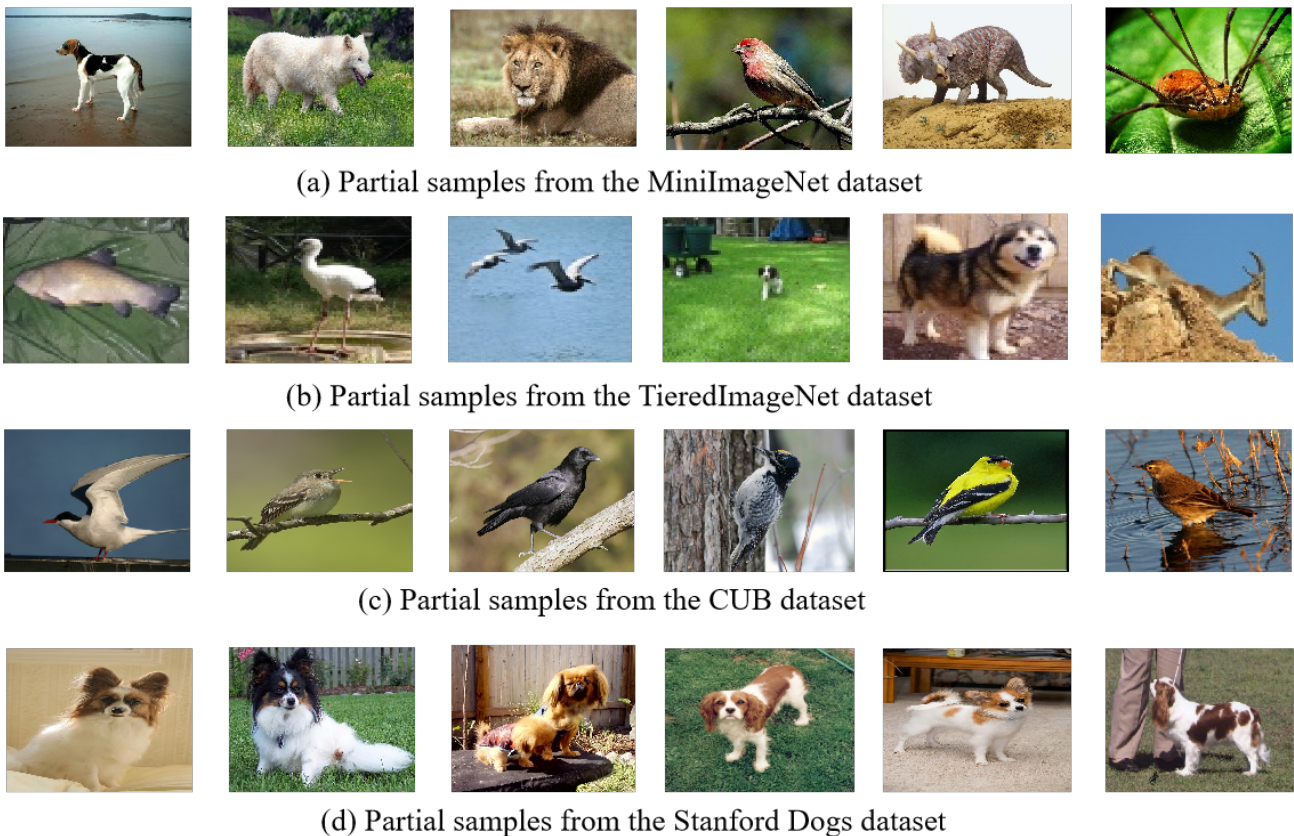 (a) Partial samples from the MiniImageNet dataset
(b) Partial samples from the TieredImageNet dataset
(c) Partial samples from the CUB dataset
(d) Partial samples from the Stanford Dogs dataset